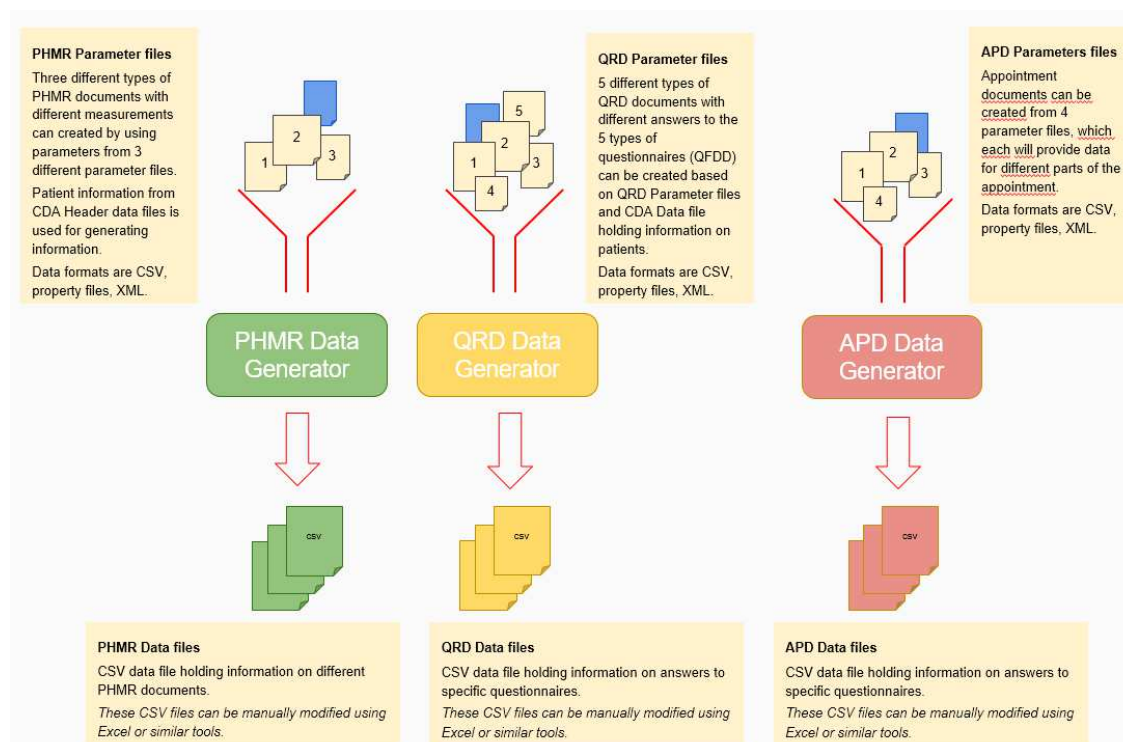 PHMR Parameter files
Three different types of
PHMR documents with
different measurements
can created by using
parameters from 3
different parameter files.
Patient information from
CDA Header data files is
used for generating
information.
Data formats are CSV,
property files, XML.
1
2
3
1
2
3
4
5
QRD Parameter files
5 different types of
QRD documents with
different answers to the
5 types of
questionnaires (QFDD)
can be created based
on QRD Parameter files
and CDA Data file
holding information on
patients.
Data formats are CSV,
property files, XML.
1
2
3
4
APD Parameters files
Appointment
documents can be
created from 4
parameter files, which
each will provide data
for different parts of the
appointment.
Data formats are CSV,
property files, XML.
PHMR Data
Generator
QRD Data
Generator
APD Data
Generator
CSV
CSV
CSV
PHMR Data files
CSV data file holding information on different
PHMR documents.
These CSV files can be manually modified using
Excel or similar tools.
QRD Data files
CSV data file holding information on answers to
specific questionnaires.
These CSV files can be manually modified using
Excel or similar tools.
APD Data files
CSV data file holding information on answers to
specific questionnaires.
These CSV files can be manually modified using
Excel or similar tools.